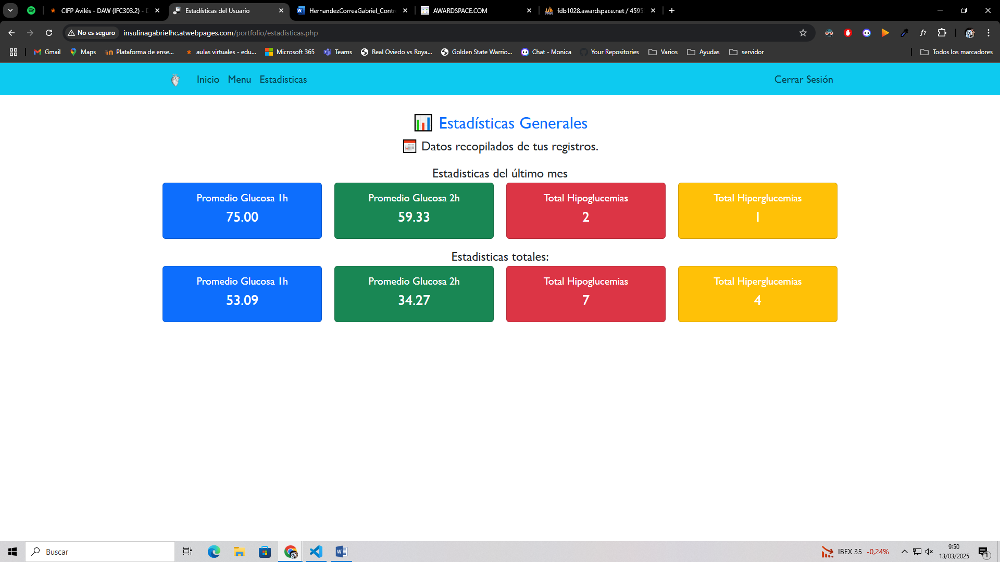 CIFP Avilés - DAW (IFC303.2) - D
Estadísticas del Usuario
HernandezCorreaGabriel_Contr
AWARDSPACE.COM
fdb1028.awardspace.net / 4595
No es seguro
insulinagabrielhc.atwebpages.com/portfolio/estadisticas.php
Gmail
Maps
Plataforma de ense...
aulas virtuales - edu...
Microsoft 365
Teams
Real Oviedo vs Roya...
Golden State Warrio...
Chat - Monica
Your Repositories
Varios
Ayudas
servidor
Todos los marcadores
Inicio
Menu
Estadisticas
Cerrar Sesión
Estadísticas Generales
Datos recopilados de tus registros.
Estadisticas del último mes
Promedio Glucosa 1h
75.00
Promedio Glucosa 2h
59.33
Total Hipoglucemias
2
Total Hiperglucemias
1
Estadisticas totales:
Promedio Glucosa 1h
53.09
Promedio Glucosa 2h
34.27
Total Hipoglucemias
7
Total Hiperglucemias
4
Buscar
IBEX 35 -0,24%
9:50
13/03/2025
1